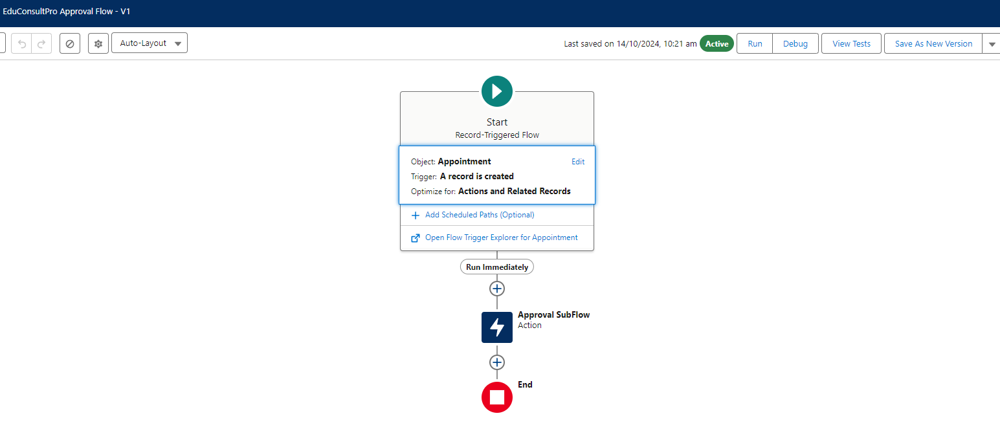 EduConsultPro Approval Flow - V1
Auto-Layout
Last saved on 14/10/2024, 10:21 am Active Run Debug View Tests Save As New Version
Start
Record-Triggered Flow
Object: Appointment Edit
Trigger: A record is created
Optimize for: Actions and Related Records
Add Scheduled Paths (Optional)
Open Flow Trigger Explorer for Appointment
Run Immediately
Approval SubFlow
Action
End